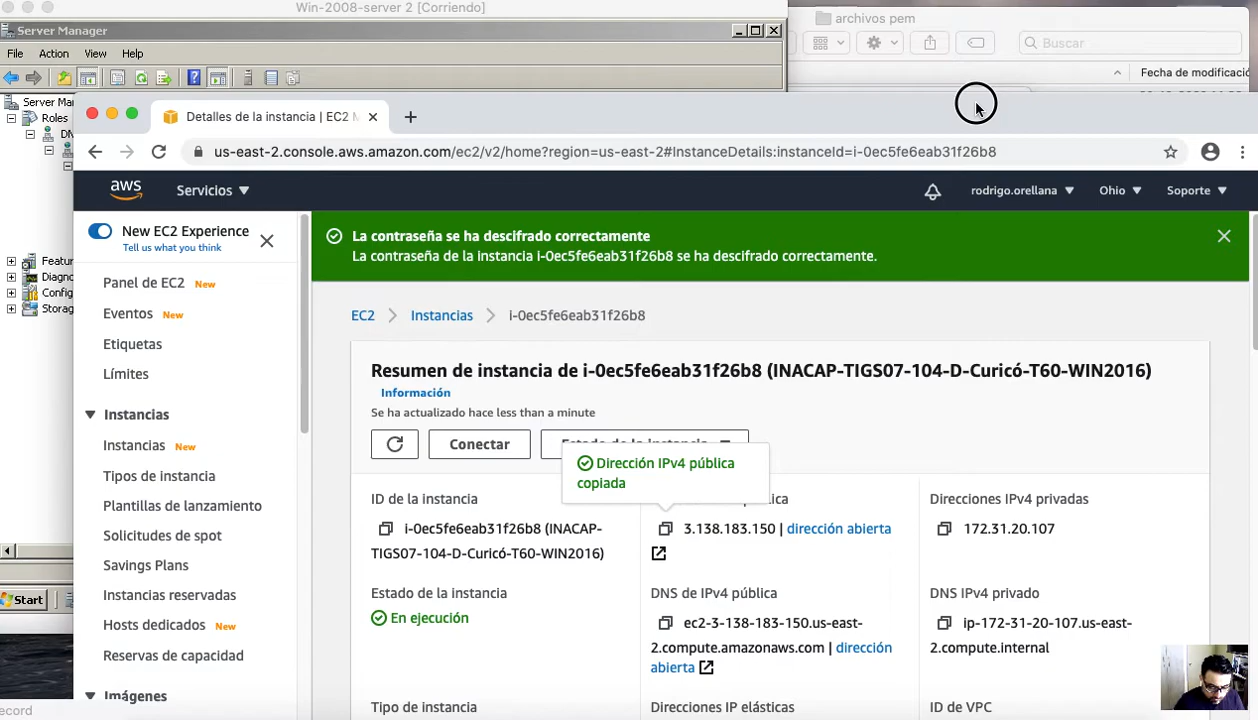 Win-2008-server 2 [Corriendo]
Server Manager
File Action View Help
archivos pem
Buscar
Fecha de modificació
Server Mar
Roles
DN
Featur
Diagno
Config
Storag
Start
ecord
Detalles de la instancia | EC2 M
us-east-2.console.aws.amazon.com/ec2/v2/home?region=us-east-2#InstanceDetails:instanceId=i-0ec5fe6eab31f26b8
aws
Servicios
rodrigo.orellana
Ohio
Soporte
New EC2 Experience
Tell us what you think
Panel de EC2 New
Eventos New
Etiquetas
Límites
Instancias
Instancias New
Tipos de instancia
Plantillas de lanzamiento
Solicitudes de spot
Savings Plans
Instancias reservadas
Hosts dedicados New
Reservas de capacidad
Imágenes
La contraseña se ha descifrado correctamente
La contraseña de la instancia i-0ec5fe6eab31f26b8 se ha descifrado correctamente.
EC2 > Instancias > i-0ec5fe6eab31f26b8
Resumen de instancia de i-0ec5fe6eab31f26b8 (INACAP-TIGS07-104-D-Curicó-T60-WIN2016)
Información
Se ha actualizado hace less than a minute
Conectar
Estado de la instancia
Dirección IPv4 pública
copiada
ID de la instancia
i-0ec5fe6eab31f26b8 (INACAP-
TIGS07-104-D-Curicó-T60-WIN2016)
3.138.183.150 | dirección abierta
Direcciones IPv4 privadas
172.31.20.107
Estado de la instancia
En ejecución
DNS de IPv4 pública
ec2-3-138-183-150.us-east-
2.compute.amazonaws.com | dirección
abierta
DNS IPv4 privado
ip-172-31-20-107.us-east-
2.compute.internal
Tipo de instancia
Direcciones IP elásticas
ID de VPC